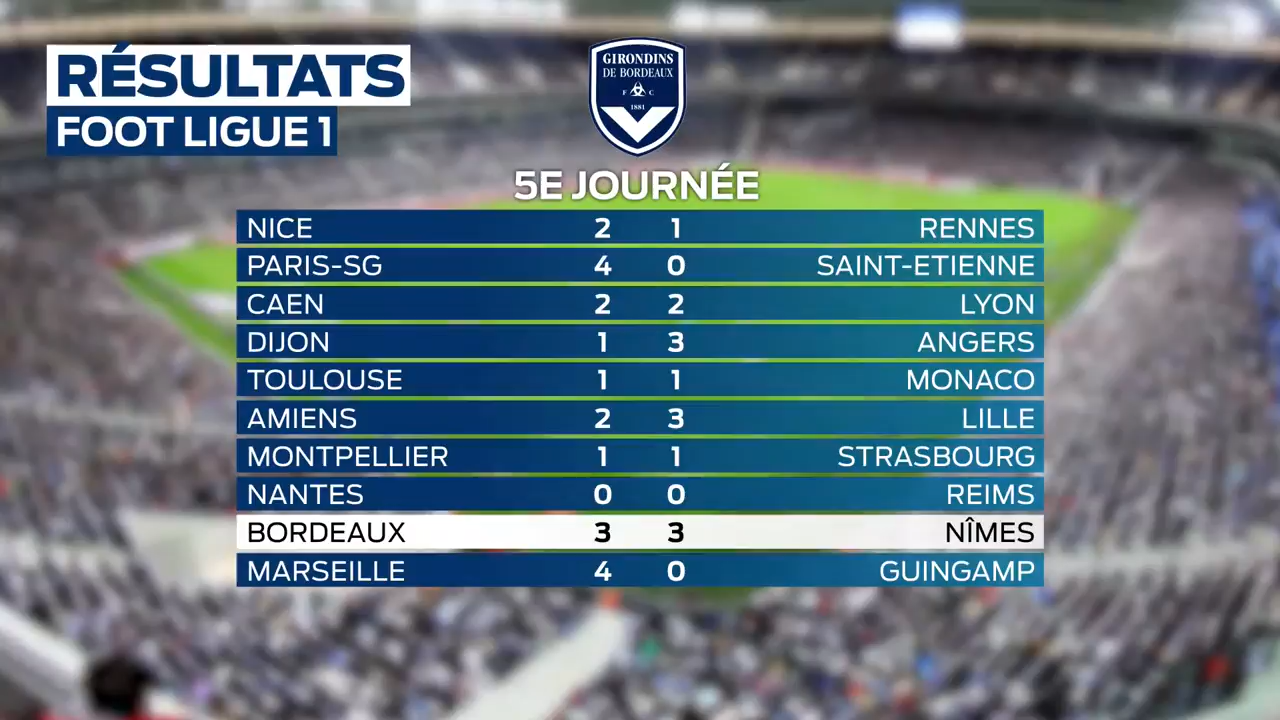 RÉSULTATS
FOOT LIGUE 1
GIRONDINS
DE BORDEAUX
F C
1881
5E JOURNÉE
NICE 2 1 RENNES
PARIS-SG 4 0 SAINT-ETIENNE
CAEN 2 2 LYON
DIJON 1 3 ANGERS
TOULOUSE 1 1 MONACO
AMIENS 2 3 LILLE
MONTPELLIER 1 1 STRASBOURG
NANTES 0 0 REIMS
BORDEAUX 3 3 NÎMES
MARSEILLE 4 0 GUINGAMP